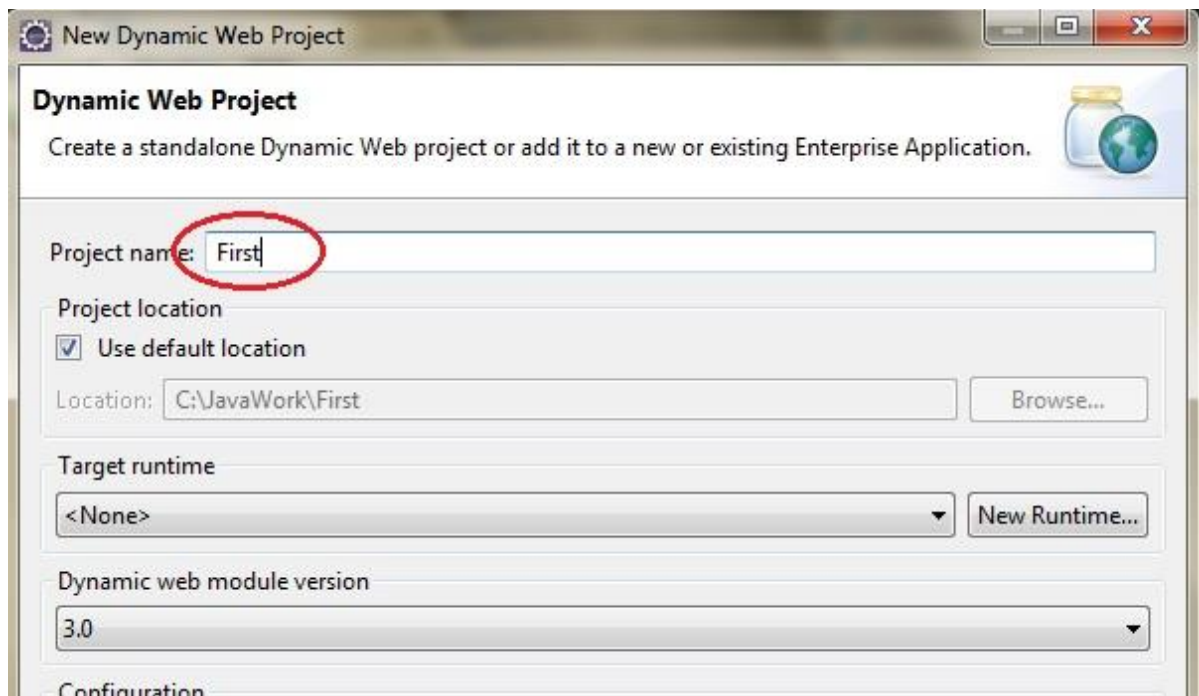 New Dynamic Web Project
Dynamic Web Project
Create a standalone Dynamic Web project or add it to a new or existing Enterprise Application.
Project name: First
Project location
Use default location
Location: C:\JavaWork\First Browse...
Target runtime
<None> New Runtime...
Dynamic web module version
3.0
Configuration